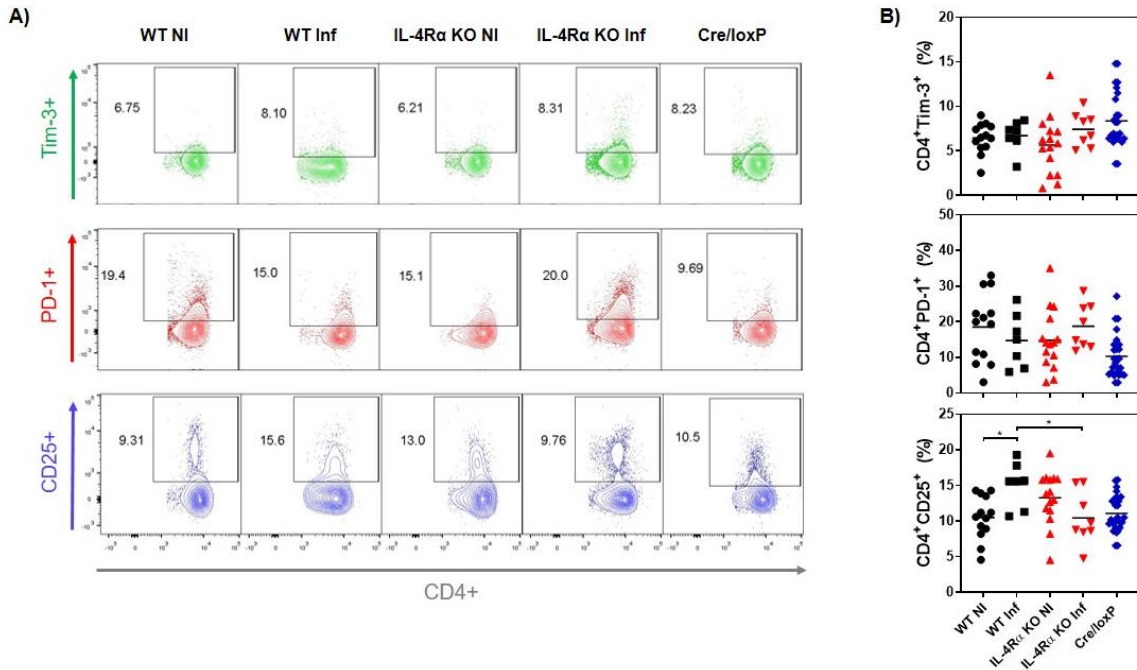 A)
WT NI
WT Inf
IL-4Rα KO NI
IL-4Rα KO Inf
Cre/loxP
Tim-3+
6.75
8.10
6.21
8.31
8.23
PD-1+
19.4
15.0
15.1
20.0
9.69
CD25+
9.31
15.6
13.0
9.76
10.5
CD4+
B)
CD4⁺Tim-3⁺ (%)
20
15
10
5
0
CD4⁺PD-1⁺ (%)
50
40
30
20
10
0
CD4⁺CD25⁺ (%)
25
20
15
10
5
0
* *
WT NI
WT Inf
IL-4Rα KO NI
IL-4Rα KO Inf
Cre/loxP